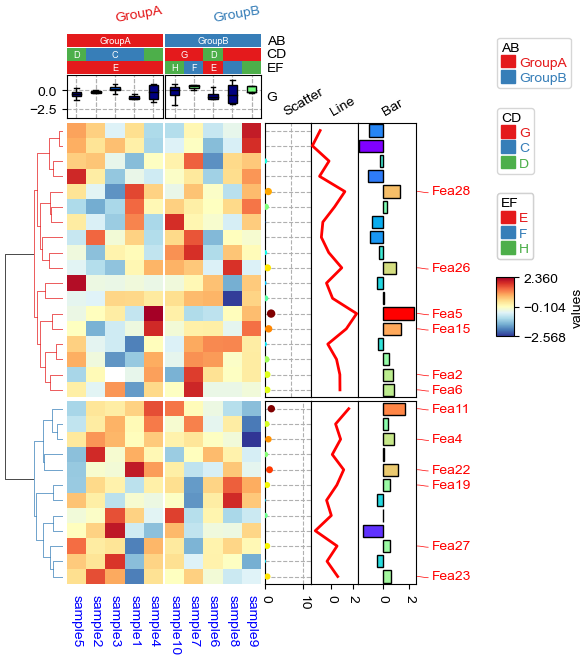 GroupA GroupB
GroupA GroupB AB
D C G D CD
E H F E EF
0.0
−2.5
G
Scatter Line Bar
Fea28
Fea26
Fea5
Fea15
Fea2
Fea6
Fea11
Fea4
Fea22
Fea19
Fea27
Fea23
0 10 0 2 0 2
sample5 sample2 sample3 sample1 sample4 sample10 sample7 sample6 sample8 sample9
AB
GroupA
GroupB
CD
G
C
D
EF
E
F
H
2.360
−0.104
−2.568
values